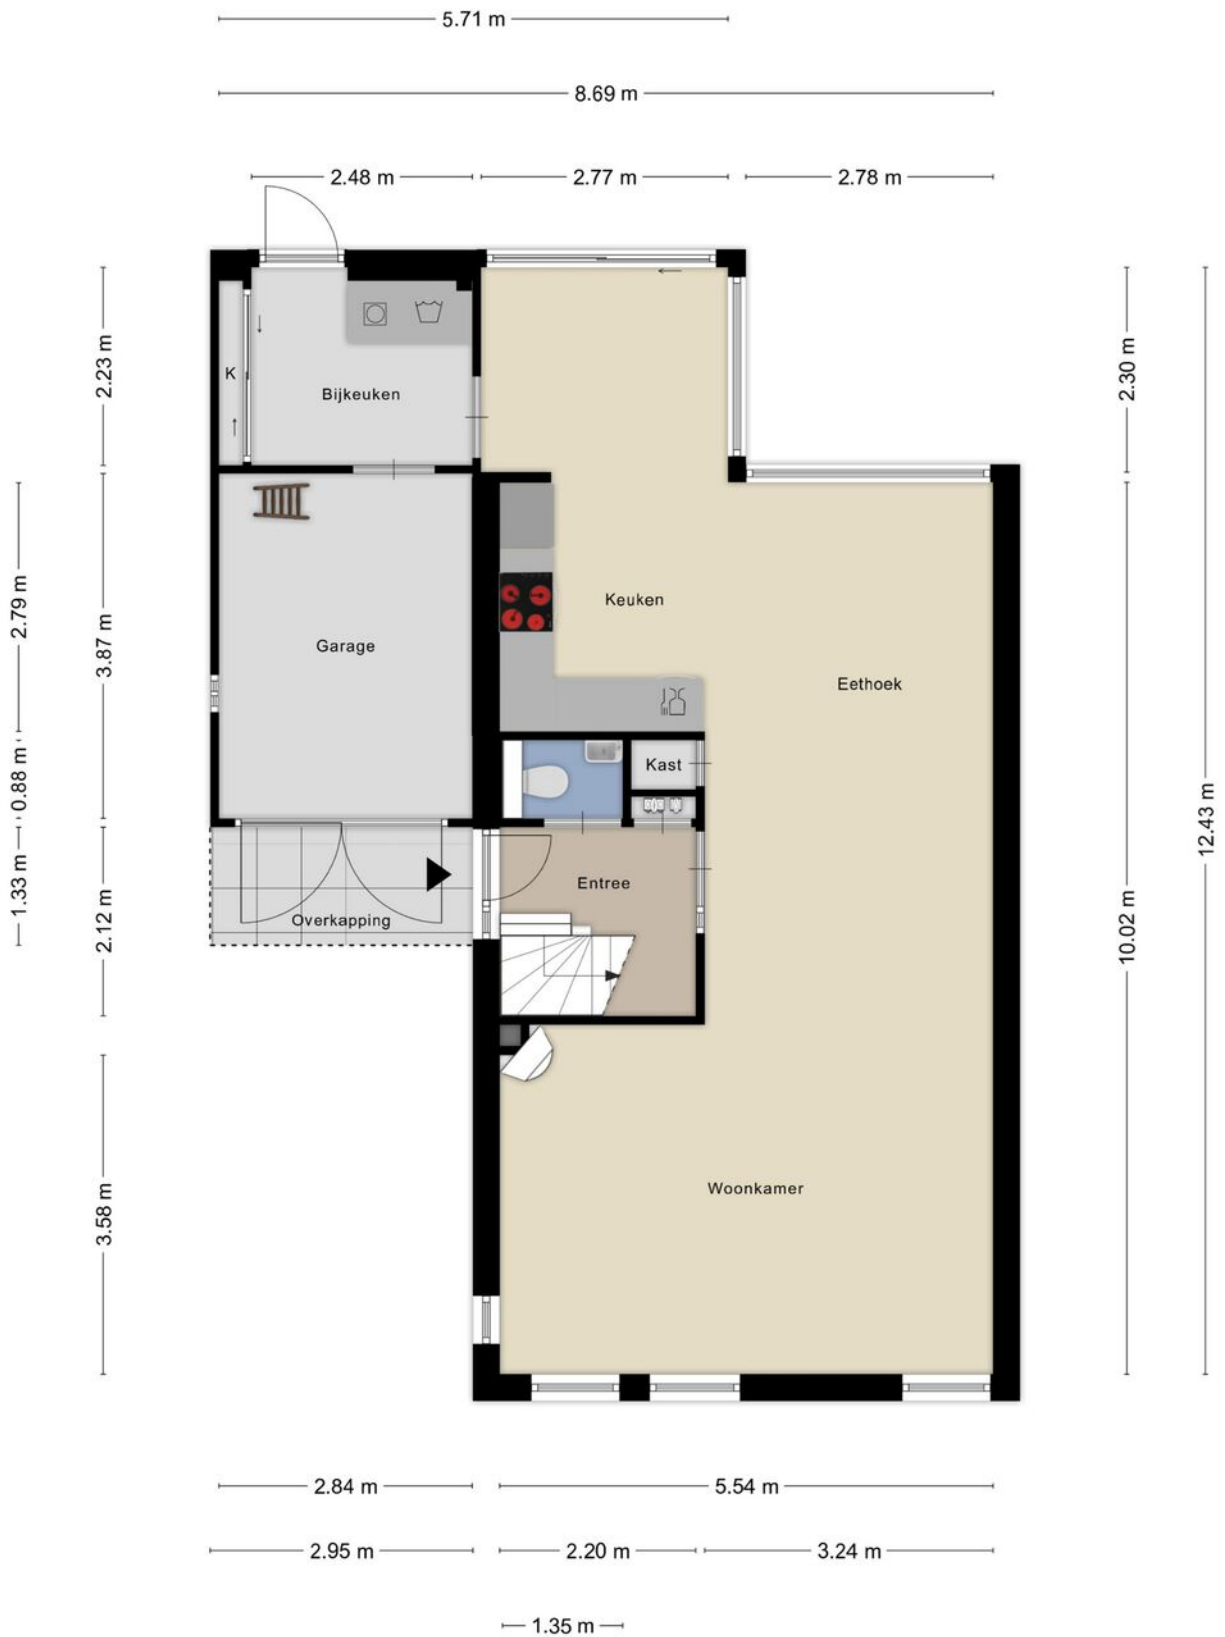 5.71 m
8.69 m
2.48 m
2.77 m
2.78 m
2.23 m
2.30 m
K
Bijkeuken
2.79 m
3.87 m
Keuken
Garage
Eethoek
Kast
0.88 m
12.43 m
1.33 m
2.12 m
Entree
Overkapping
10.02 m
3.58 m
Woonkamer
2.84 m
5.54 m
2.95 m
2.20 m
3.24 m
1.35 m